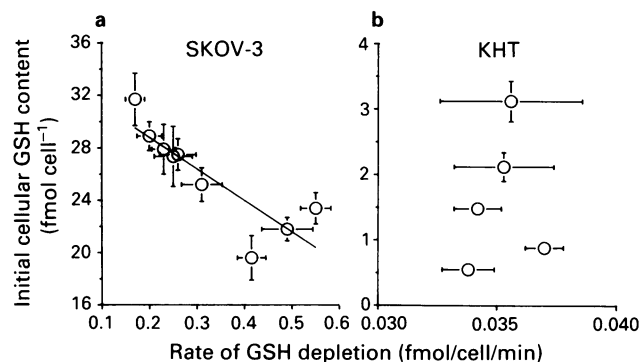 a
b
SKOV-3
KHT
Initial cellular GSH content
(fmol cell⁻¹)
36
32
28
24
20
16
0.1 0.2 0.3 0.4 0.5 0.6
4
3
2
1
0
0.030 0.035 0.040
Rate of GSH depletion (fmol/cell/min)